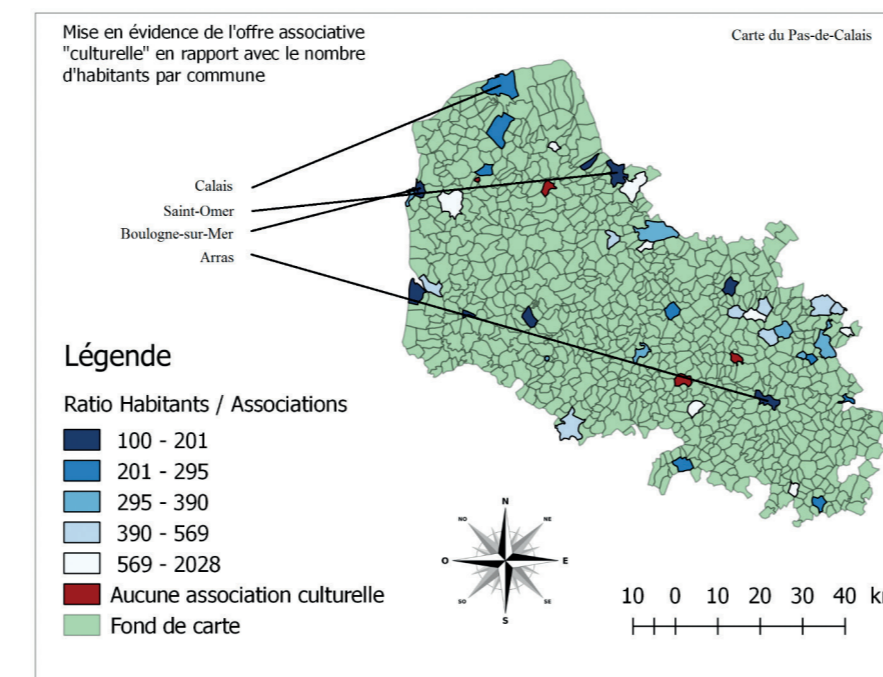 Mise en évidence de l'offre associative
"culturelle" en rapport avec le nombre
d'habitants par commune
Carte du Pas-de-Calais
Calais
Saint-Omer
Boulogne-sur-Mer
Arras
Légende
Ratio Habitants / Associations
100 - 201
201 - 295
295 - 390
390 - 569
569 - 2028
Aucune association culturelle
Fond de carte
N
NO
NE
O
E
SO
SE
S
10 0 10 20 30 40 km